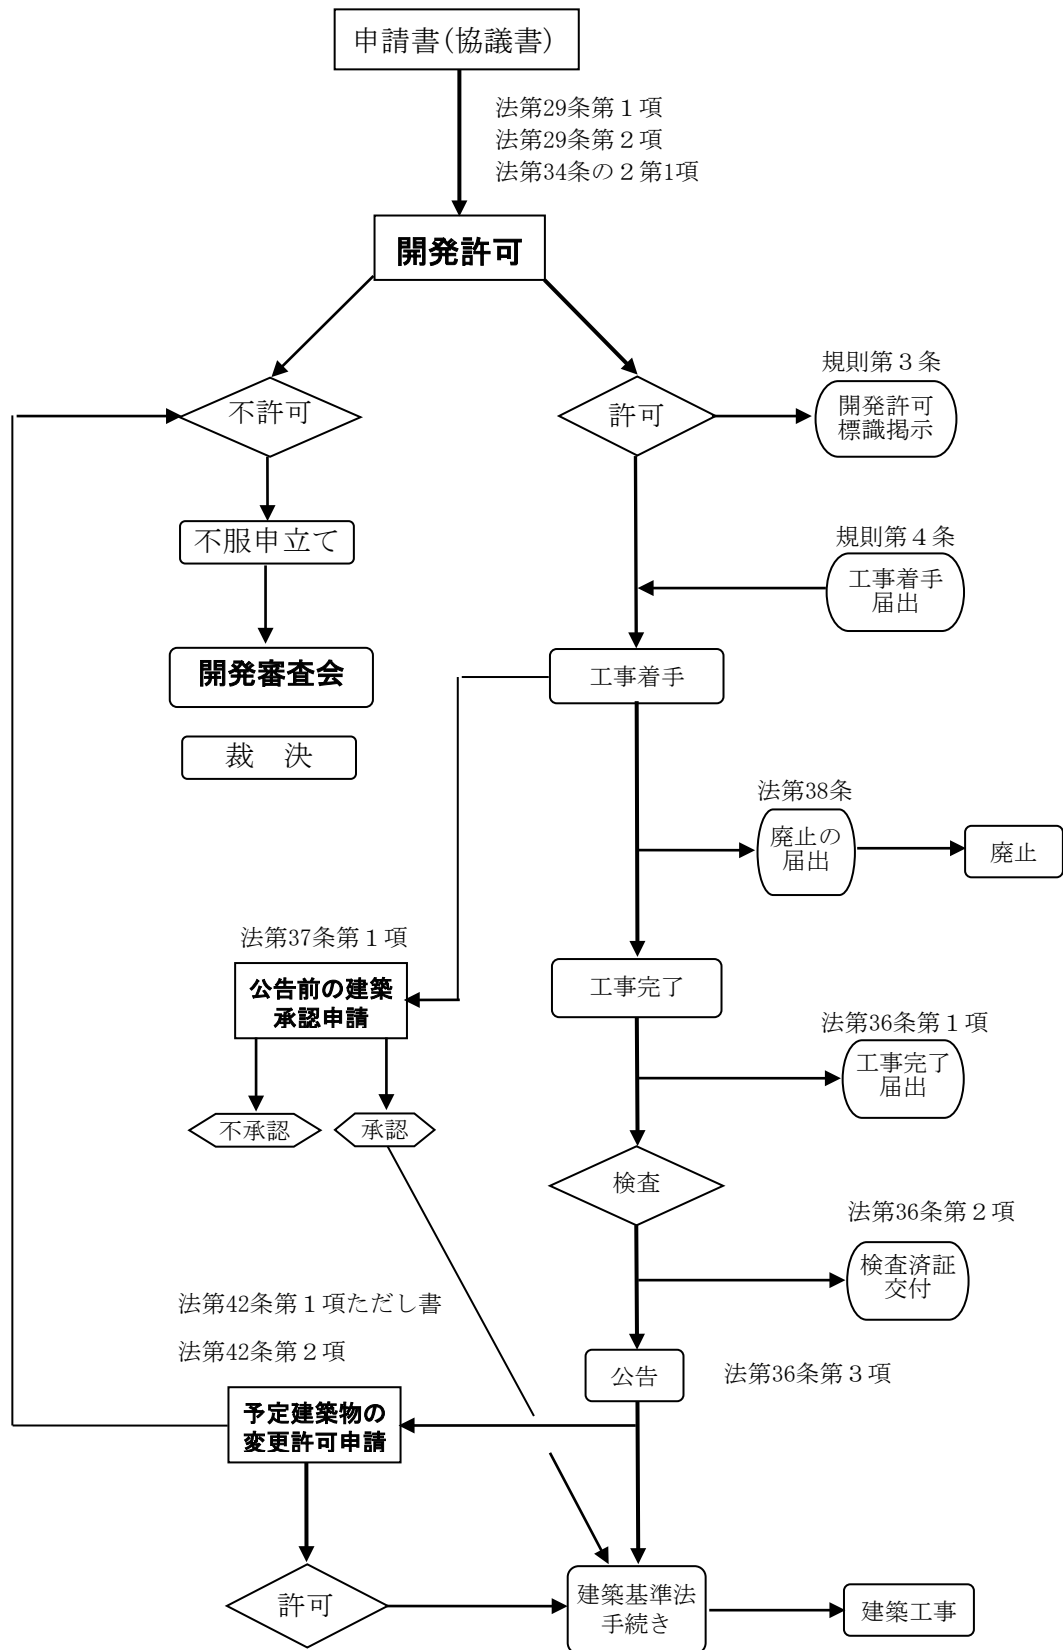 申請書(協議書)
法第29条第１項
法第29条第２項
法第34条の２第1項
開発許可
不許可
許可
規則第３条
開発許可
標識掲示
不服申立て
規則第４条
工事着手
届出
開発審査会
工事着手
裁　決
法第38条
廃止の
届出
廃止
法第37条第１項
公告前の建築
承認申請
工事完了
法第36条第１項
工事完了
届出
不承認
承認
検査
法第36条第２項
検査済証
交付
法第42条第１項ただし書
法第42条第２項
公告
法第36条第３項
予定建築物の
変更許可申請
許可
建築基準法
手続き
建築工事